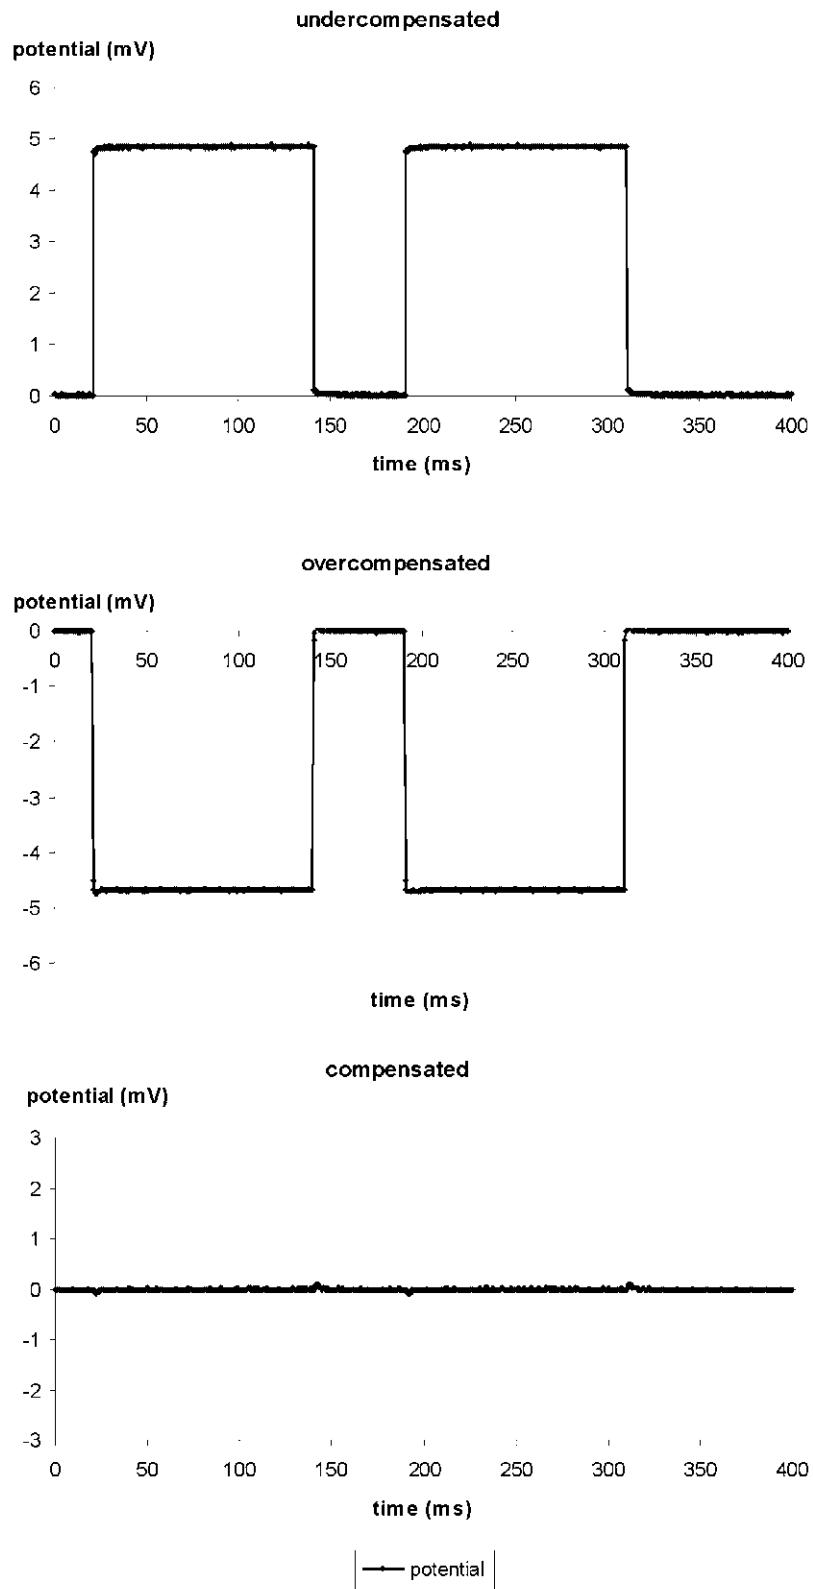 undercompensated
potential (mV)
6
5
4
3
2
1
0
0 50 100 150 200 250 300 350 400
time (ms)
overcompensated
potential (mV)
0
0 50 100 150 200 250 300 350 400
-1
-2
-3
-4
-5
-6
time (ms)
compensated
potential (mV)
3
2
1
0
-1
-2
-3
0 50 100 150 200 250 300 350 400
time (ms)
potential